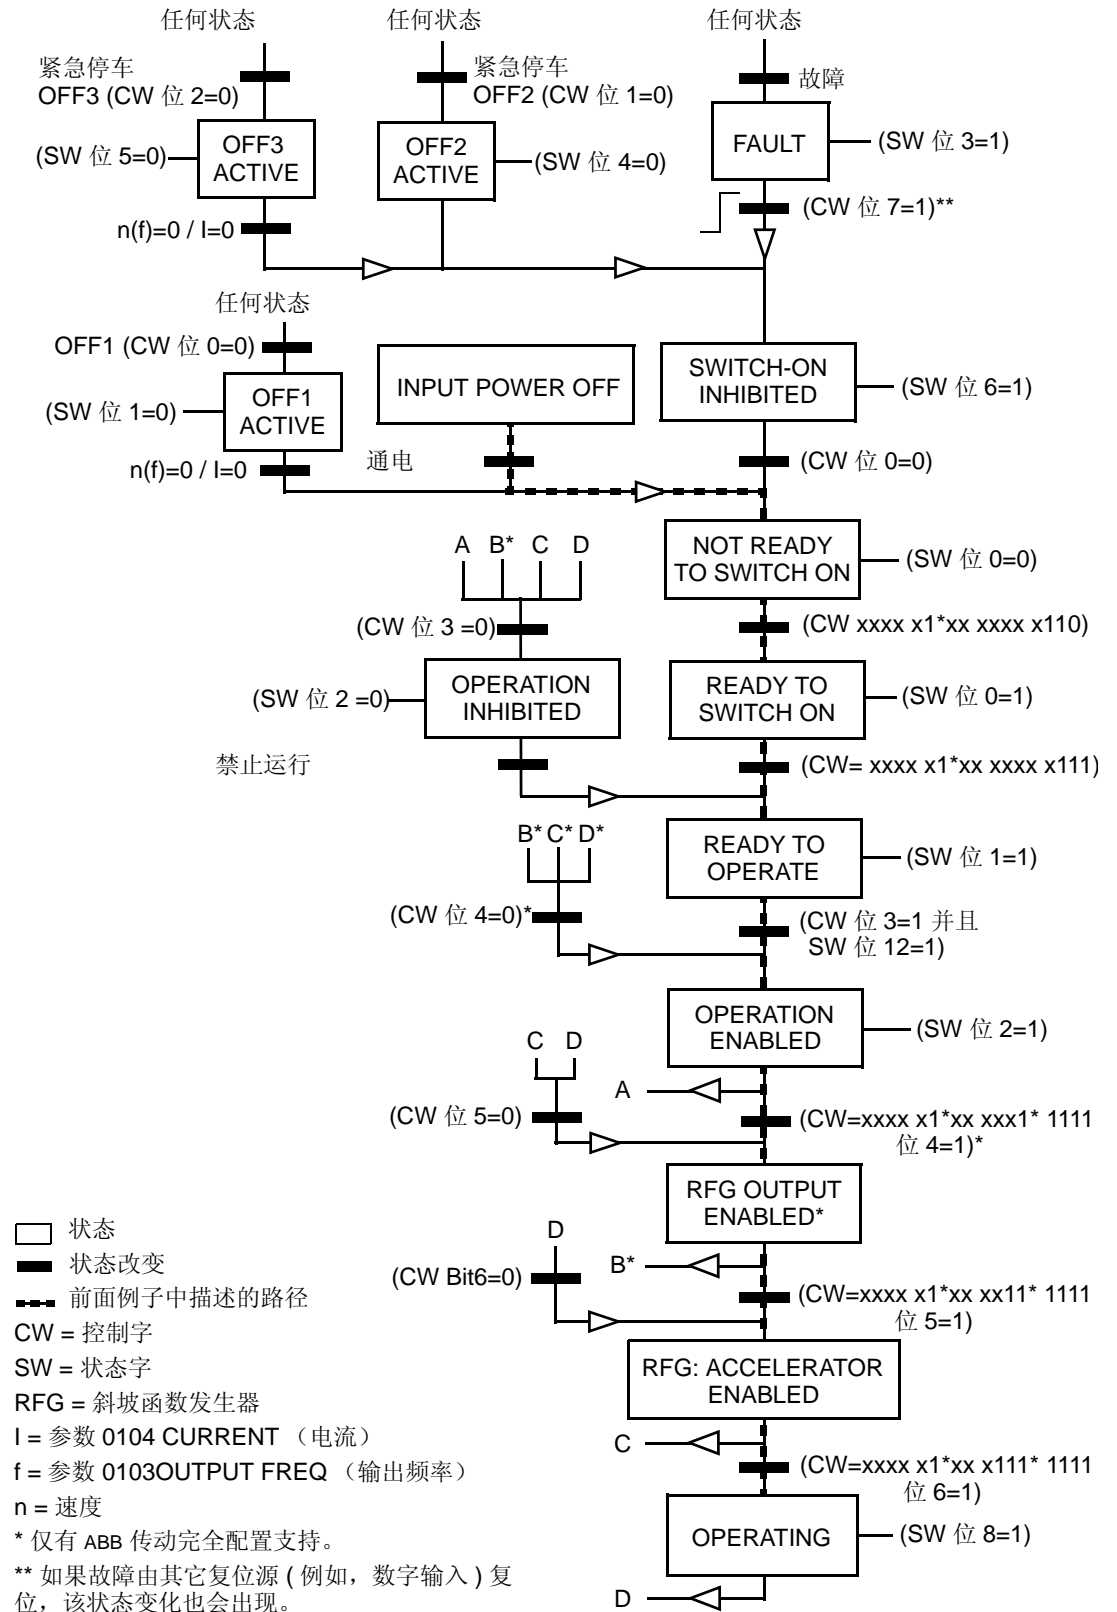 任何状态
任何状态
任何状态
紧急停车
OFF3 (CW 位 2=0)
紧急停车
OFF2 (CW 位 1=0)
故障
(SW 位 5=0)
OFF3
ACTIVE
OFF2
ACTIVE
(SW 位 4=0)
FAULT
(SW 位 3=1)
n(f)=0 / I=0
(CW 位 7=1)**
任何状态
OFF1 (CW 位 0=0)
(SW 位 1=0)
OFF1
ACTIVE
INPUT POWER OFF
SWITCH-ON
INHIBITED
(SW 位 6=1)
n(f)=0 / I=0
通电
(CW 位 0=0)
A B* C D
NOT READY
TO SWITCH ON
(SW 位 0=0)
(CW 位 3 =0)
(CW xxxx x1*xx xxxx x110)
(SW 位 2 =0)
OPERATION
INHIBITED
READY TO
SWITCH ON
(SW 位 0=1)
禁止运行
(CW= xxxx x1*xx xxxx x111)
B* C* D*
READY TO
OPERATE
(SW 位 1=1)
(CW 位 4=0)*
(CW 位 3=1 并且
SW 位 12=1)
OPERATION
ENABLED
(SW 位 2=1)
C D
A
(CW 位 5=0)
(CW=xxxx x1*xx xxx1* 1111
位 4=1)*
RFG OUTPUT
ENABLED*
D
B*
(CW Bit6=0)
(CW=xxxx x1*xx xx11* 1111
位 5=1)
RFG: ACCELERATOR
ENABLED
C
(CW=xxxx x1*xx x111* 1111
位 6=1)
OPERATING
(SW 位 8=1)
D
状态
状态改变
前面例子中描述的路径
CW = 控制字
SW = 状态字
RFG = 斜坡函数发生器
I = 参数 0104 CURRENT （电流）
f = 参数 0103OUTPUT FREQ （输出频率）
n = 速度
* 仅有 ABB 传动完全配置支持。
** 如果故障由其它复位源 ( 例如，数字输入 ) 复
位，该状态变化也会出现。